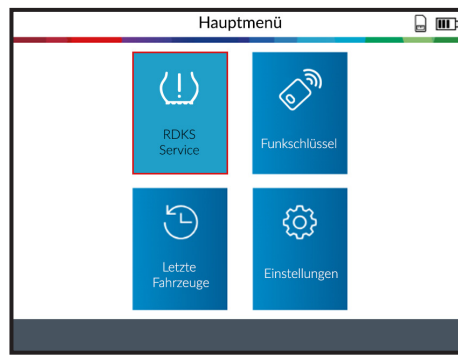 Hauptmenü
RDKS
Service
Funkschlüssel
Letzte
Fahrzeuge
Einstellungen